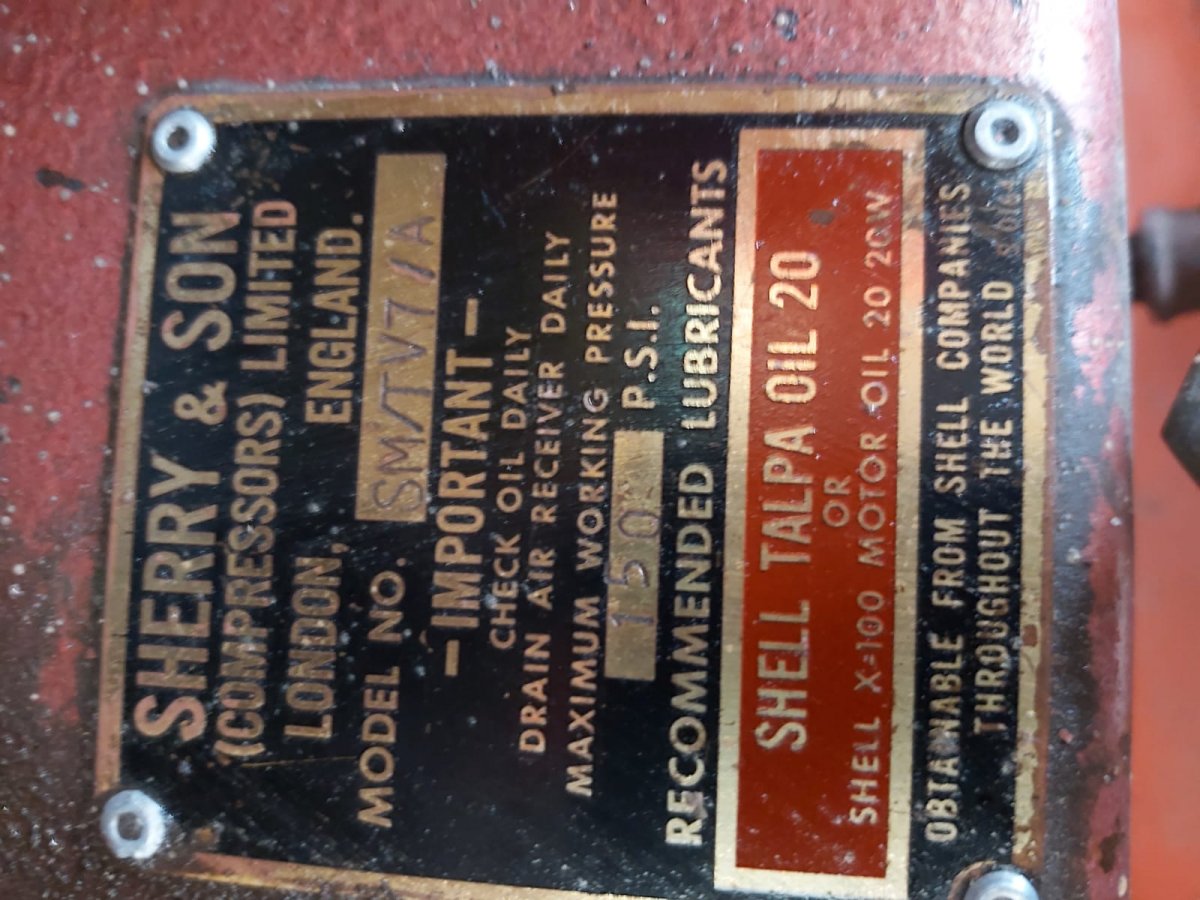 SHERRY & SON
(COMPRESSORS) LIMITED
LONDON, ENGLAND.
MODEL NO. SM/TV7/A
—IMPORTANT—
CHECK OIL DAILY
DRAIN AIR RECEIVER DAILY
MAXIMUM WORKING PRESSURE
150 P.S.I.
RECOMMENDED LUBRICANTS
SHELL TALPA OIL 20
OR
SHELL X-100 MOTOR OIL 20/20W
OBTAINABLE FROM SHELL COMPANIES
THROUGHOUT THE WORLD